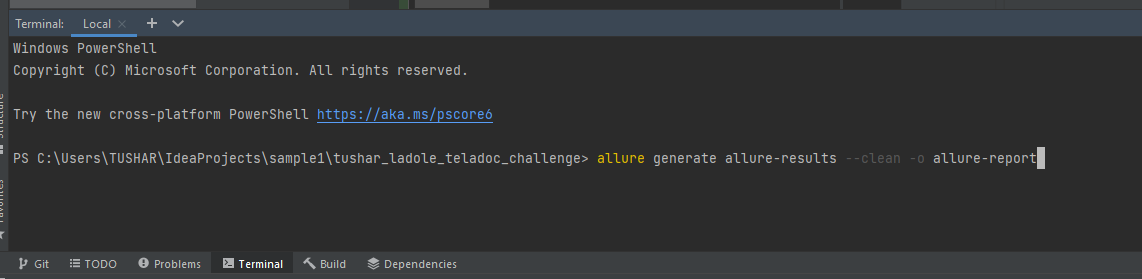 Terminal: Local × + 
Windows PowerShell
Copyright (C) Microsoft Corporation. All rights reserved.
Try the new cross-platform PowerShell https://aka.ms/pscore6
PS C:\Users\TUSHAR\IdeaProjects\sample1\tushar_ladole_teladoc_challenge> allure generate allure-results --clean -o allure-report
Structure
Favorites
Git TODO Problems Terminal Build Dependencies